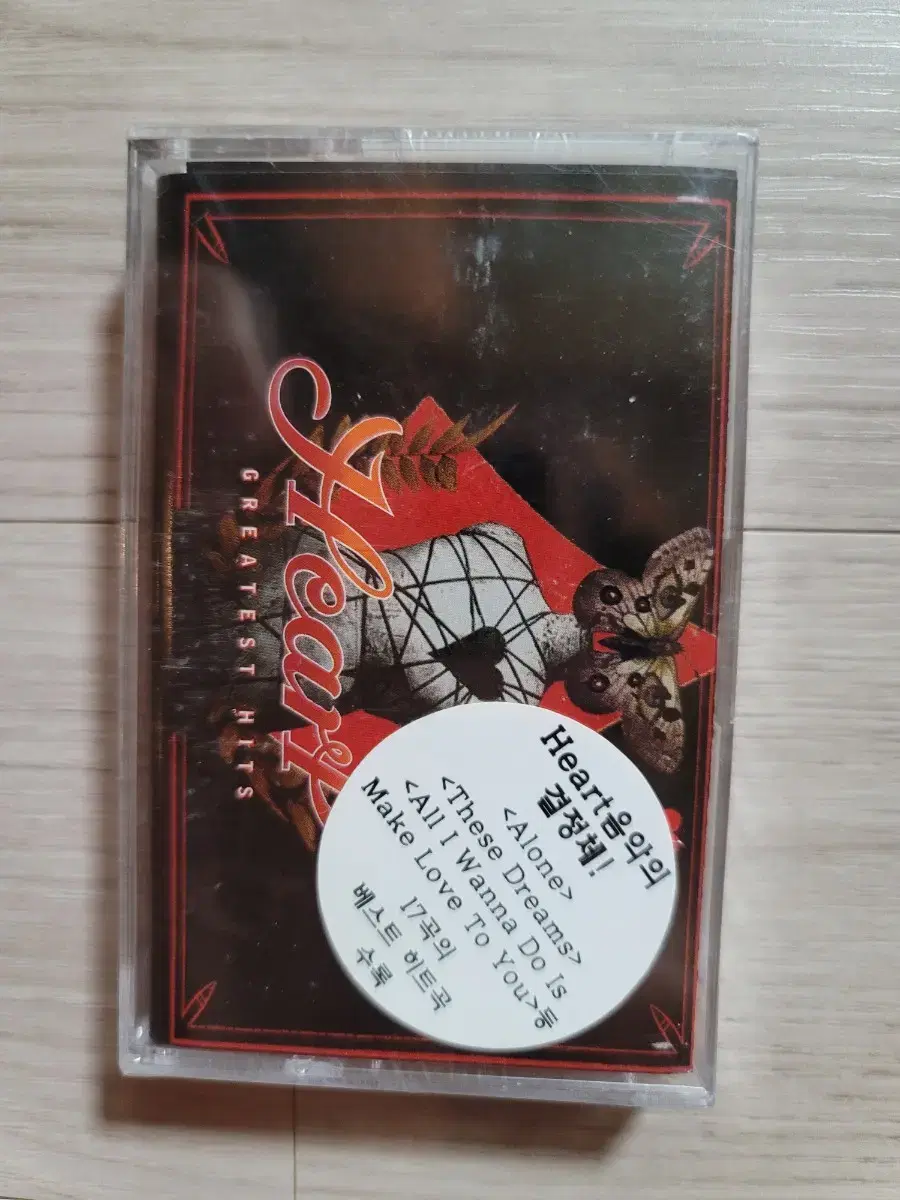 Heart
GREATEST HITS
Heart음악의
결정체!
<Alone>
<These Dreams>
<All I Wanna Do Is
Make Love To You>등
17곡의
베스트 히트곡
수록